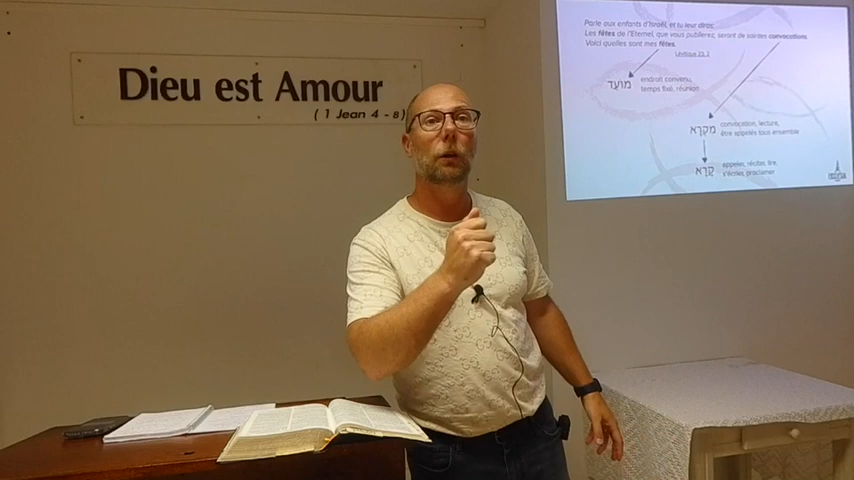 Dieu est Amour
(1 Jean 4 - 8)
Parle aux enfants d'Israël, et tu leur diras:
Les fêtes de l'Eternel, que vous publierez, seront de saintes convocations.
Voici quelles sont mes fêtes.
Lévitique 23, 2
מוֹעֵד
endroit convenu,
temps fixé, réunion
מִקְרָא
convocation, lecture,
être appelés tous ensemble
קָרָא
appeler, réciter, lire,
s'écrier, proclamer